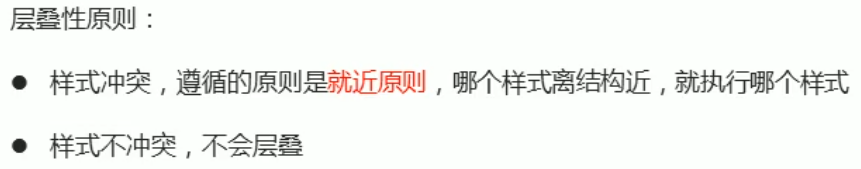 层叠性原则：
● 样式冲突，遵循的原则是就近原则，哪个样式离结构近，就执行哪个样式
● 样式不冲突，不会层叠